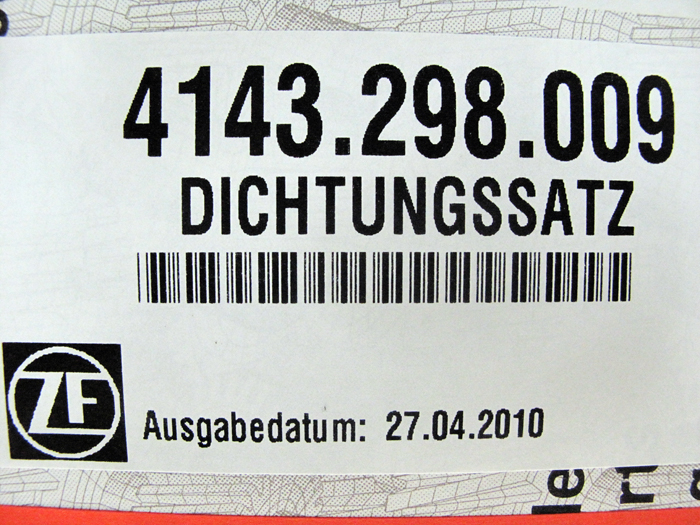 4143.298.009
DICHTUNGSSATZ
ZF
Ausgabedatum: 27.04.2010